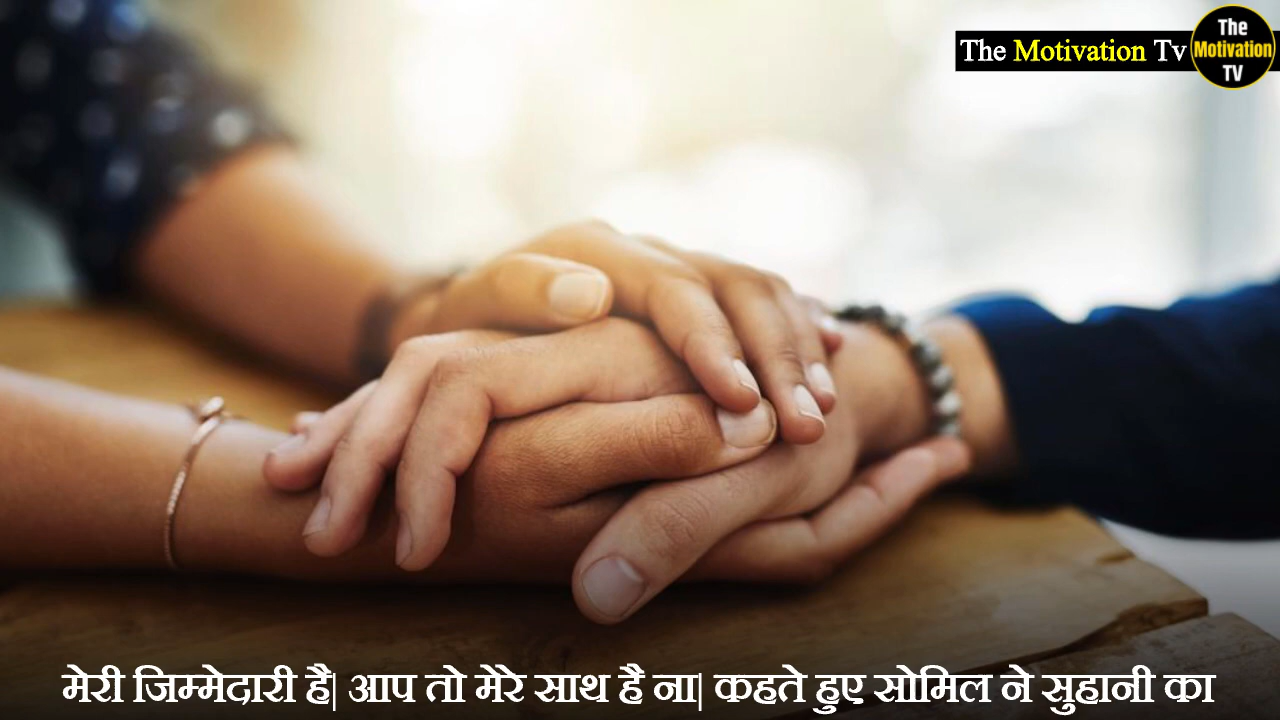 The Motivation Tv
The
Motivation
TV
मेरी जिम्मेदारी है| आप तो मेरे साथ हैं ना| कहते हुए सोमिल ने सुहानी का